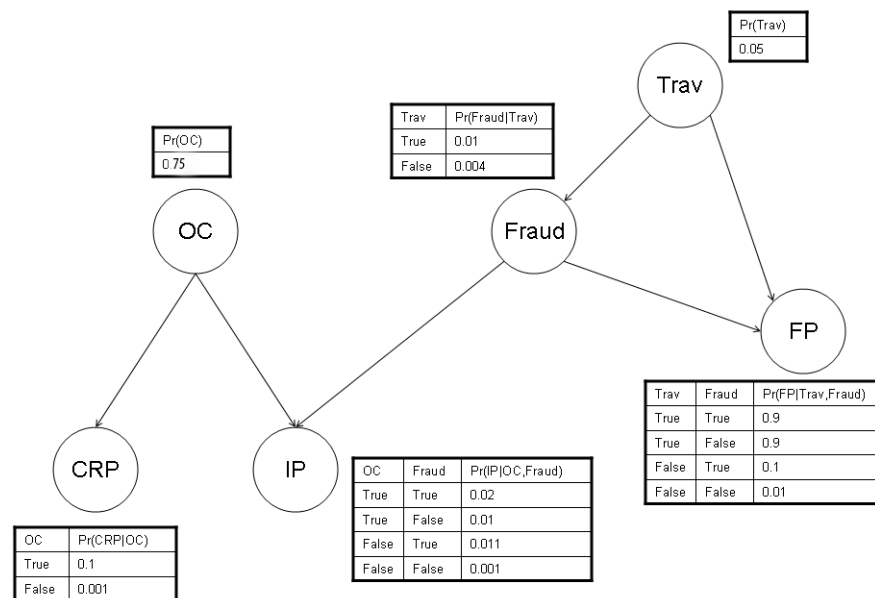 Pr(Trav)
0.05
Trav
Trav Pr(Fraud|Trav)
True 0.01
False 0.004
Pr(OC)
0.75
OC
Fraud
FP
Trav Fraud Pr(FP|Trav,Fraud)
True True 0.9
True False 0.9
False True 0.1
False False 0.01
CRP
IP
OC Fraud Pr(IP|OC,Fraud)
True True 0.02
True False 0.01
False True 0.011
False False 0.001
OC Pr(CRP|OC)
True 0.1
False 0.001